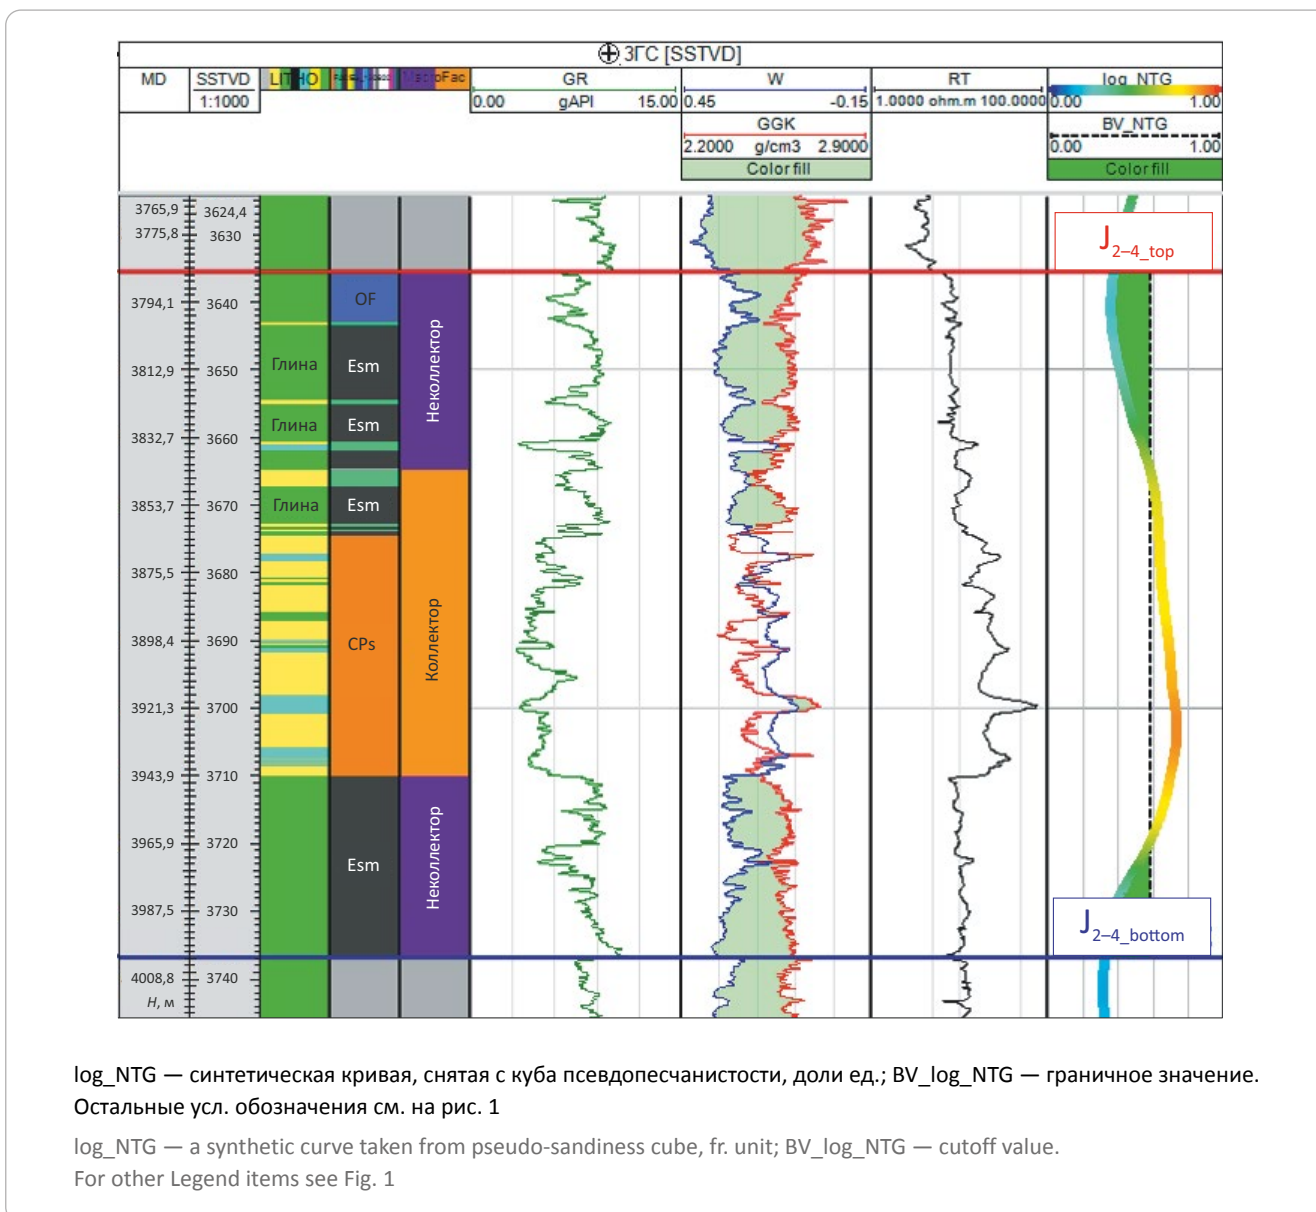 ЗГС [SSTVD]
MD SSTVD LITHO MacroFac GR W RT log_NTG
1:1000 0.00 gAPI 15.00 0.45 -0.15 1.0000 ohm.m 100.0000 0.00 1.00
GGK BV_NTG
2.2000 g/cm3 2.9000 0.00 1.00
Color fill Color fill
3765,9 3624,4
3775,8 3630
J2–4_top
3794,1 3640 OF
3812,9 3650 Глина Esm Неколлектор
3832,7 3660 Глина Esm
3853,7 3670 Глина Esm
3875,5 3680
3898,4 3690 CPs Коллектор
3921,3 3700
3943,9 3710
3965,9 3720 Esm Неколлектор
3987,5 3730
J2–4_bottom
4008,8 3740
H, м
log_NTG — синтетическая кривая, снятая с куба псевдопесчанистости, доли ед.; BV_log_NTG — граничное значение.
Остальные усл. обозначения см. на рис. 1
log_NTG — a synthetic curve taken from pseudo-sandiness cube, fr. unit; BV_log_NTG — cutoff value.
For other Legend items see Fig. 1